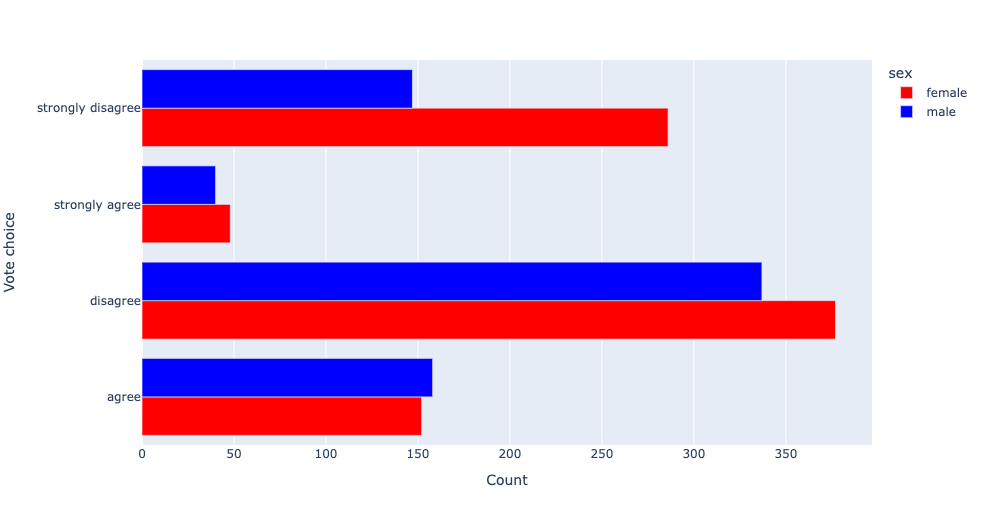 sex
female
male
strongly disagree
strongly agree
disagree
agree
Vote choice
0 50 100 150 200 250 300 350
Count